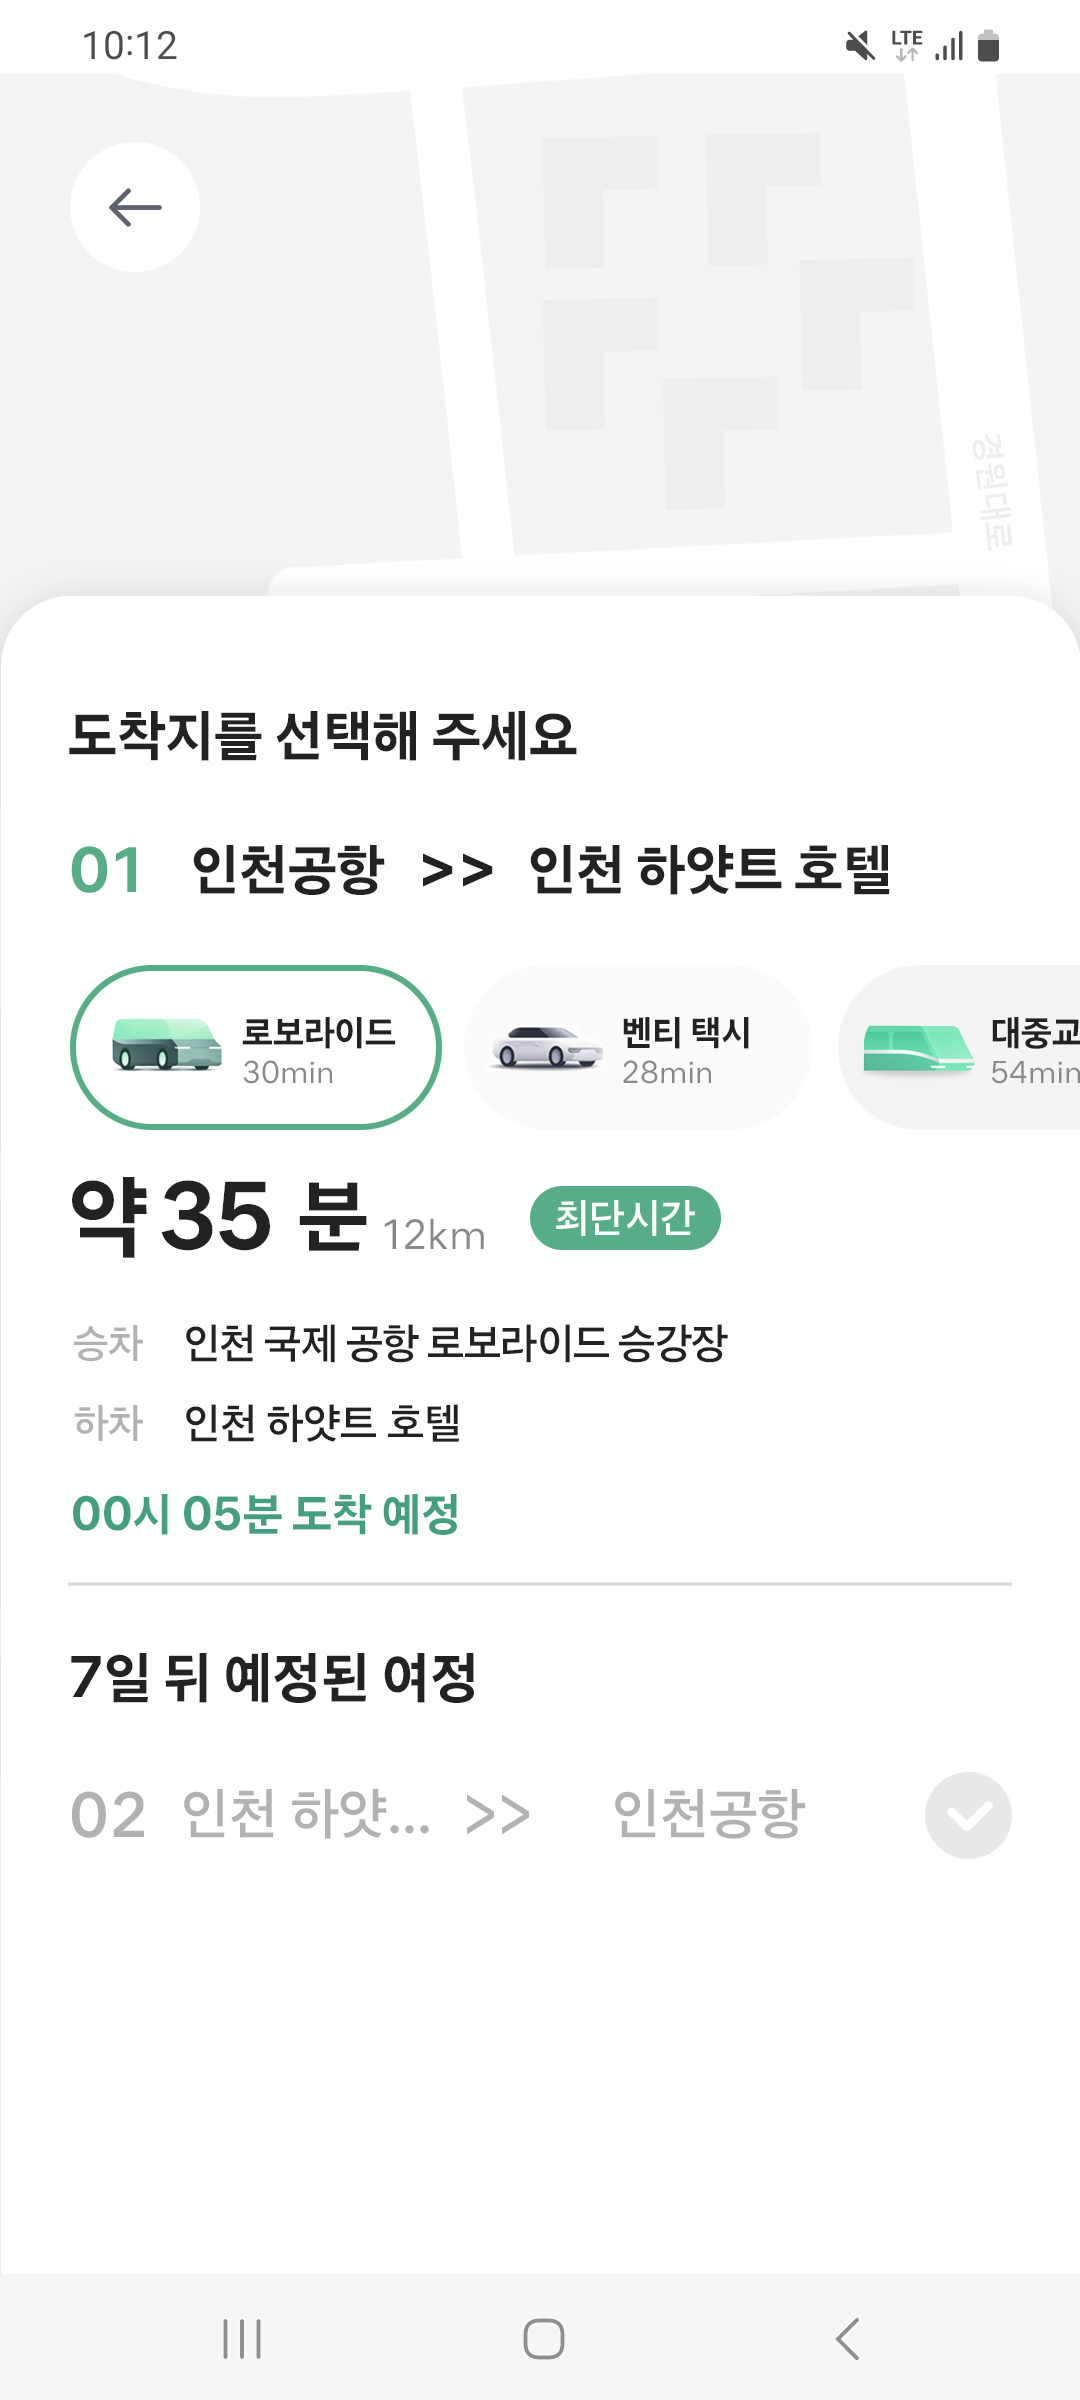 10:12
LTE
경원대로
도착지를 선택해 주세요
01 인천공항 >> 인천 하얏트 호텔
로보라이드
30min
벤티 택시
28min
대중교
54min
약 35 분 12km 최단시간
승차 인천 국제 공항 로보라이드 승강장
하차 인천 하얏트 호텔
00시 05분 도착 예정
7일 뒤 예정된 여정
02 인천 하얏... >> 인천공항